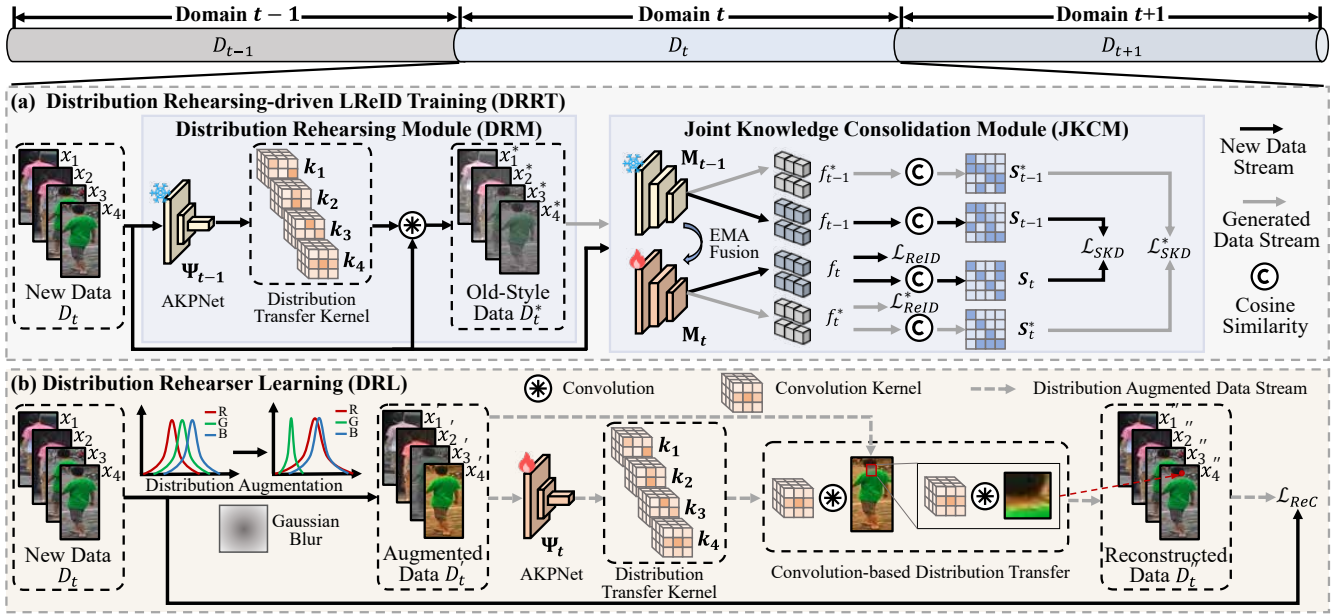 Domain t − 1
Domain t
Domain t+1
D_{t−1}
D_t
D_{t+1}
(a) Distribution Rehearsing-driven LReID Training (DRRT)
Distribution Rehearsing Module (DRM)
Joint Knowledge Consolidation Module (JKCM)
x_1
x_2
x_3
x_4
New Data
D_t
Ψ_{t−1}
AKPNet
k_1
k_2
k_3
k_4
Distribution
Transfer Kernel
x_1^*
x_2^*
x_3^*
x_4^*
Old-Style
Data D_t^*
M_{t−1}
EMA
Fusion
M_t
f_{t−1}^*
f_{t−1}
f_t
f_t^*
L_{ReID}
L_{ReID}^*
C
C
C
C
S_{t−1}^*
S_{t−1}
S_t
S_t^*
L_{SKD}
L_{SKD}^*
New Data
Stream
Generated
Data Stream
C
Cosine
Similarity
(b) Distribution Rehearser Learning (DRL)
Convolution
Convolution Kernel
Distribution Augmented Data Stream
x_1
x_2
x_3
x_4
New Data
D_t
R
G
B
R
G
B
Distribution Augmentation
Gaussian
Blur
x_1'
x_2'
x_3'
x_4'
Augmented
Data D_t'
Ψ_t
AKPNet
k_1
k_2
k_3
k_4
Distribution
Transfer Kernel
Convolution-based Distribution Transfer
x_1''
x_2''
x_3''
x_4''
Reconstructed
Data D_t''
L_{ReC}